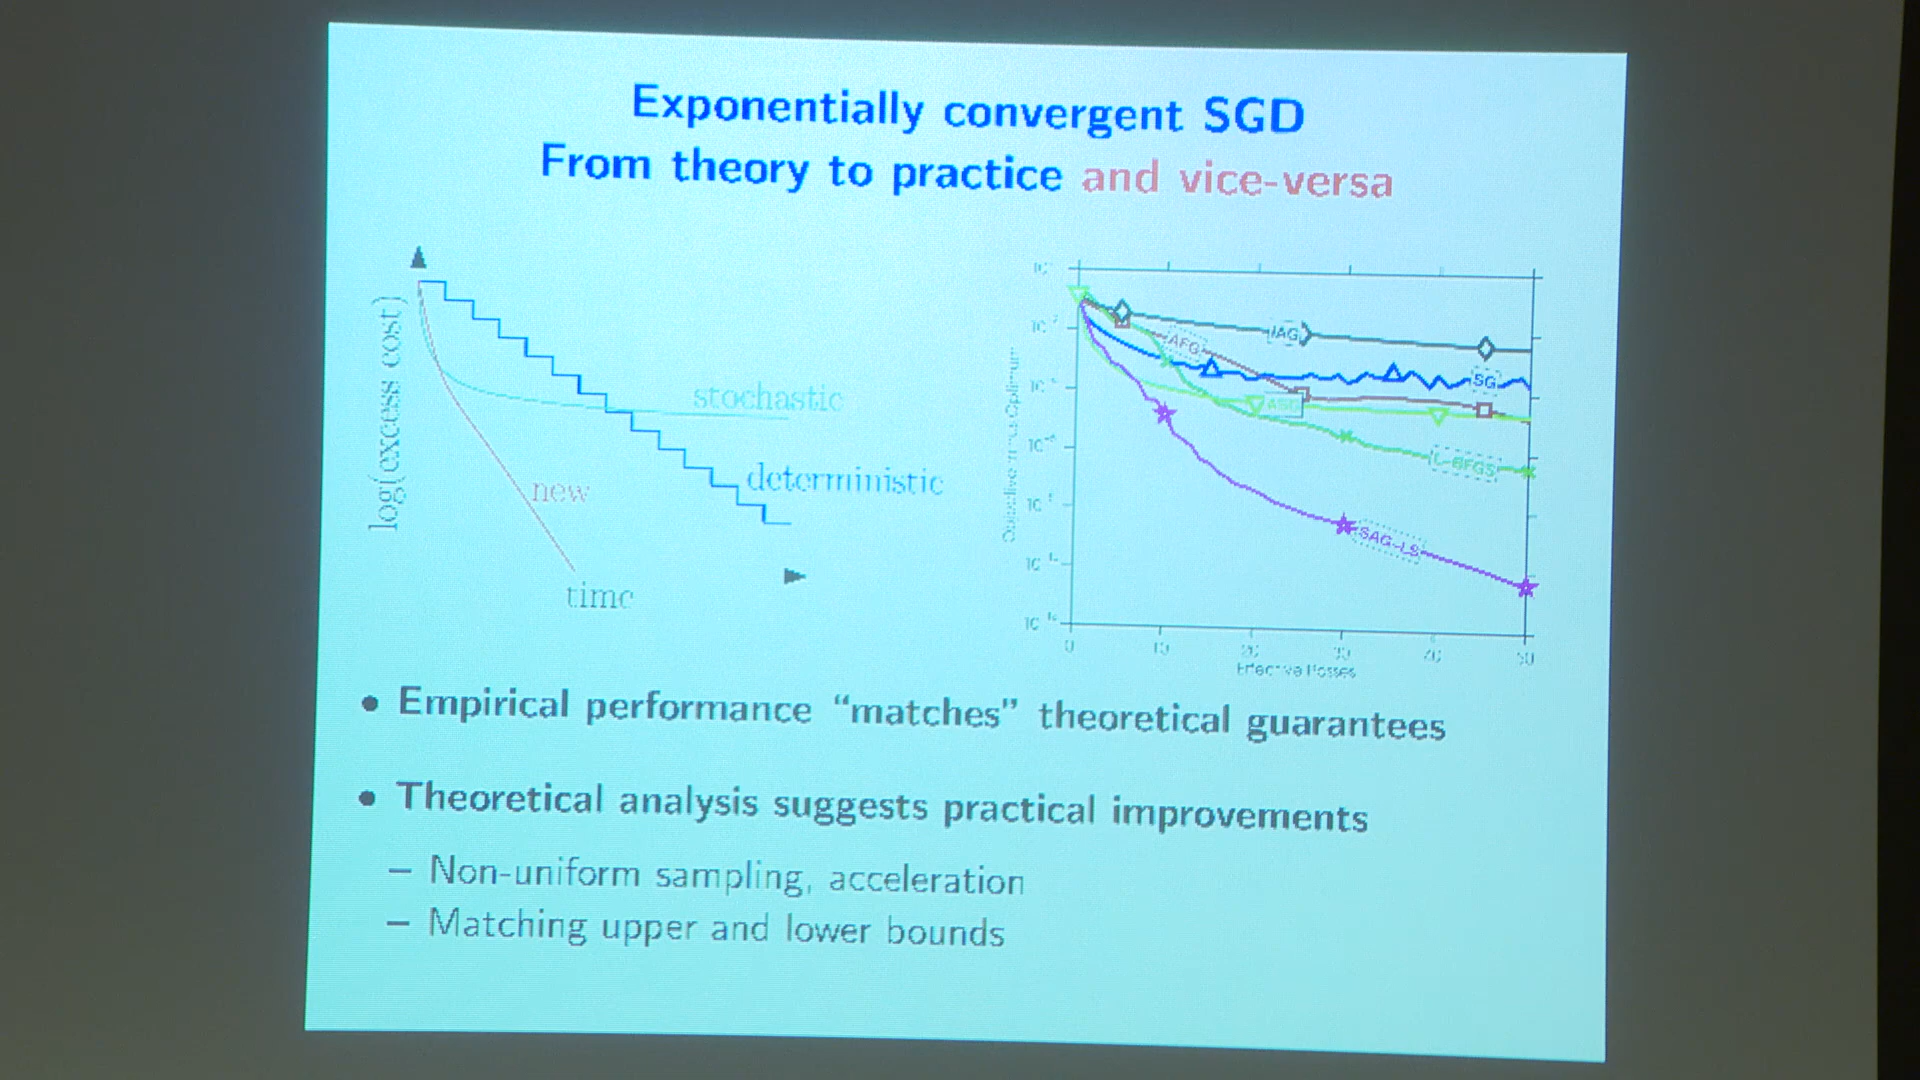 Exponentially convergent SGD
From theory to practice and vice-versa
log(excess cost)
stochastic
new
deterministic
time
IAG
AFG
SG
ASG
L-BFGS
SAG-LS
0 10 20 30 40 50
Effective Passes
• Empirical performance “matches” theoretical guarantees
• Theoretical analysis suggests practical improvements
– Non-uniform sampling, acceleration
– Matching upper and lower bounds